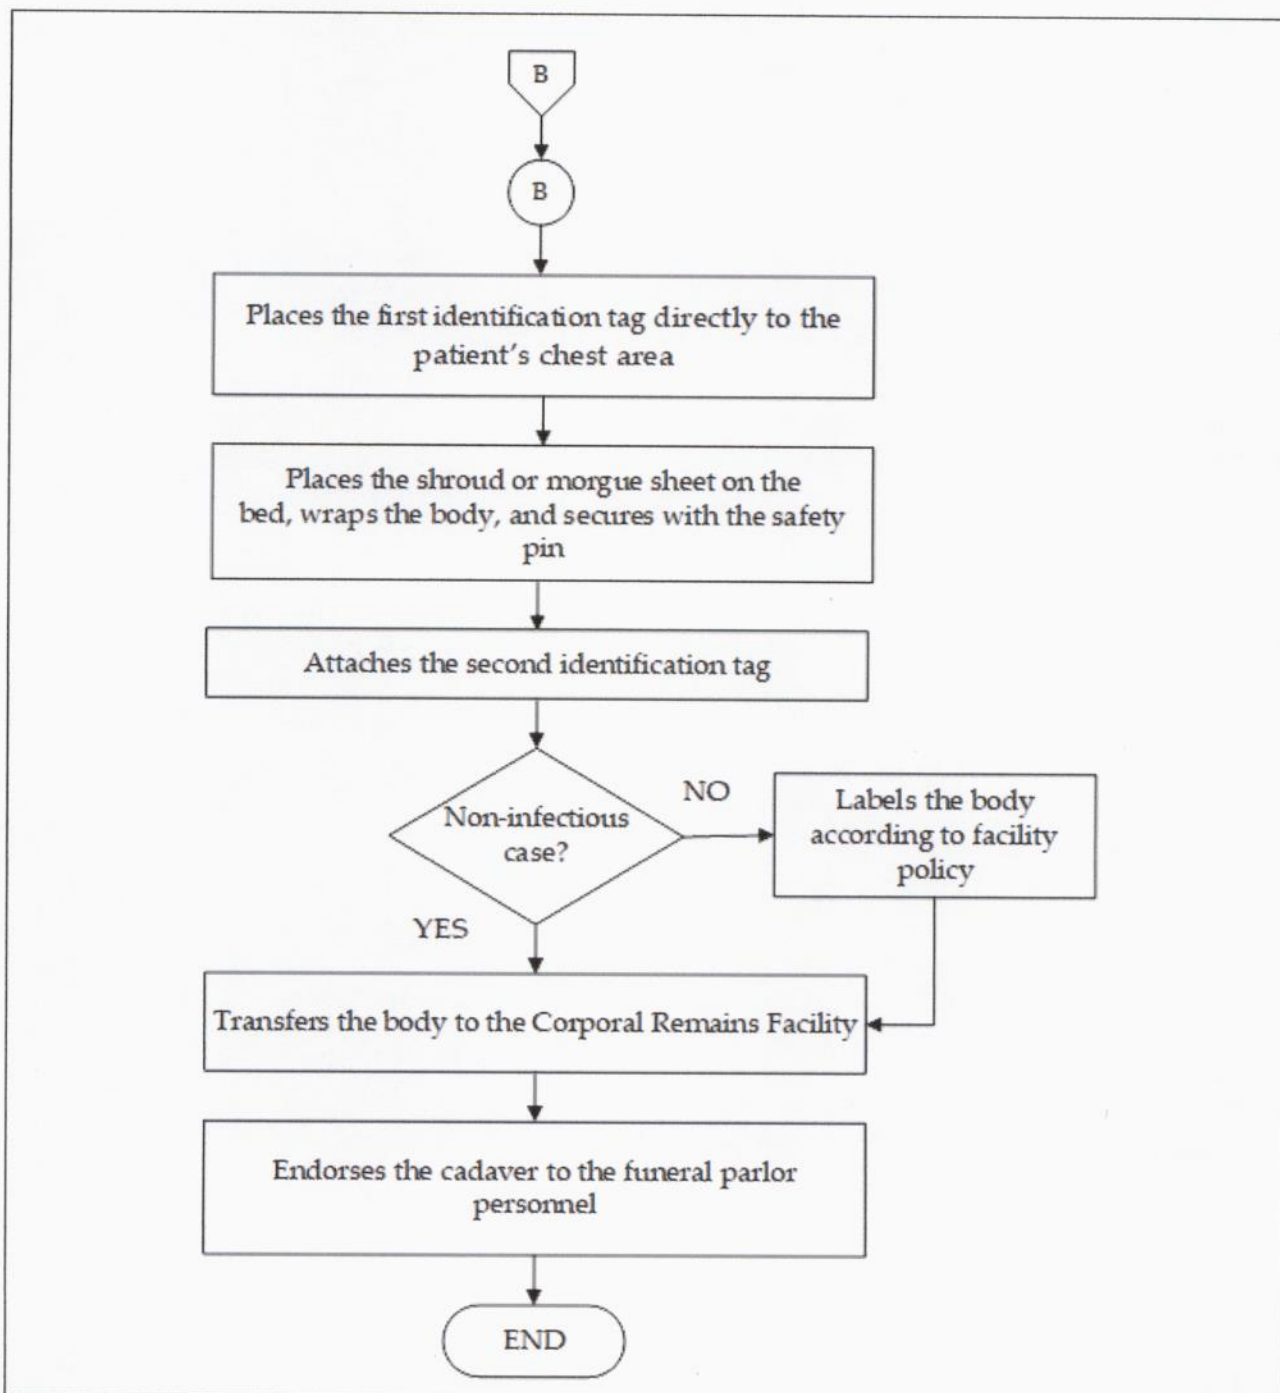 B
B
Places the first identification tag directly to the
patient's chest area
Places the shroud or morgue sheet on the
bed, wraps the body, and secures with the safety
pin
Attaches the second identification tag
Non-infectious
case?
NO
Labels the body
according to facility
policy
YES
Transfers the body to the Corporal Remains Facility
Endorses the cadaver to the funeral parlor
personnel
END